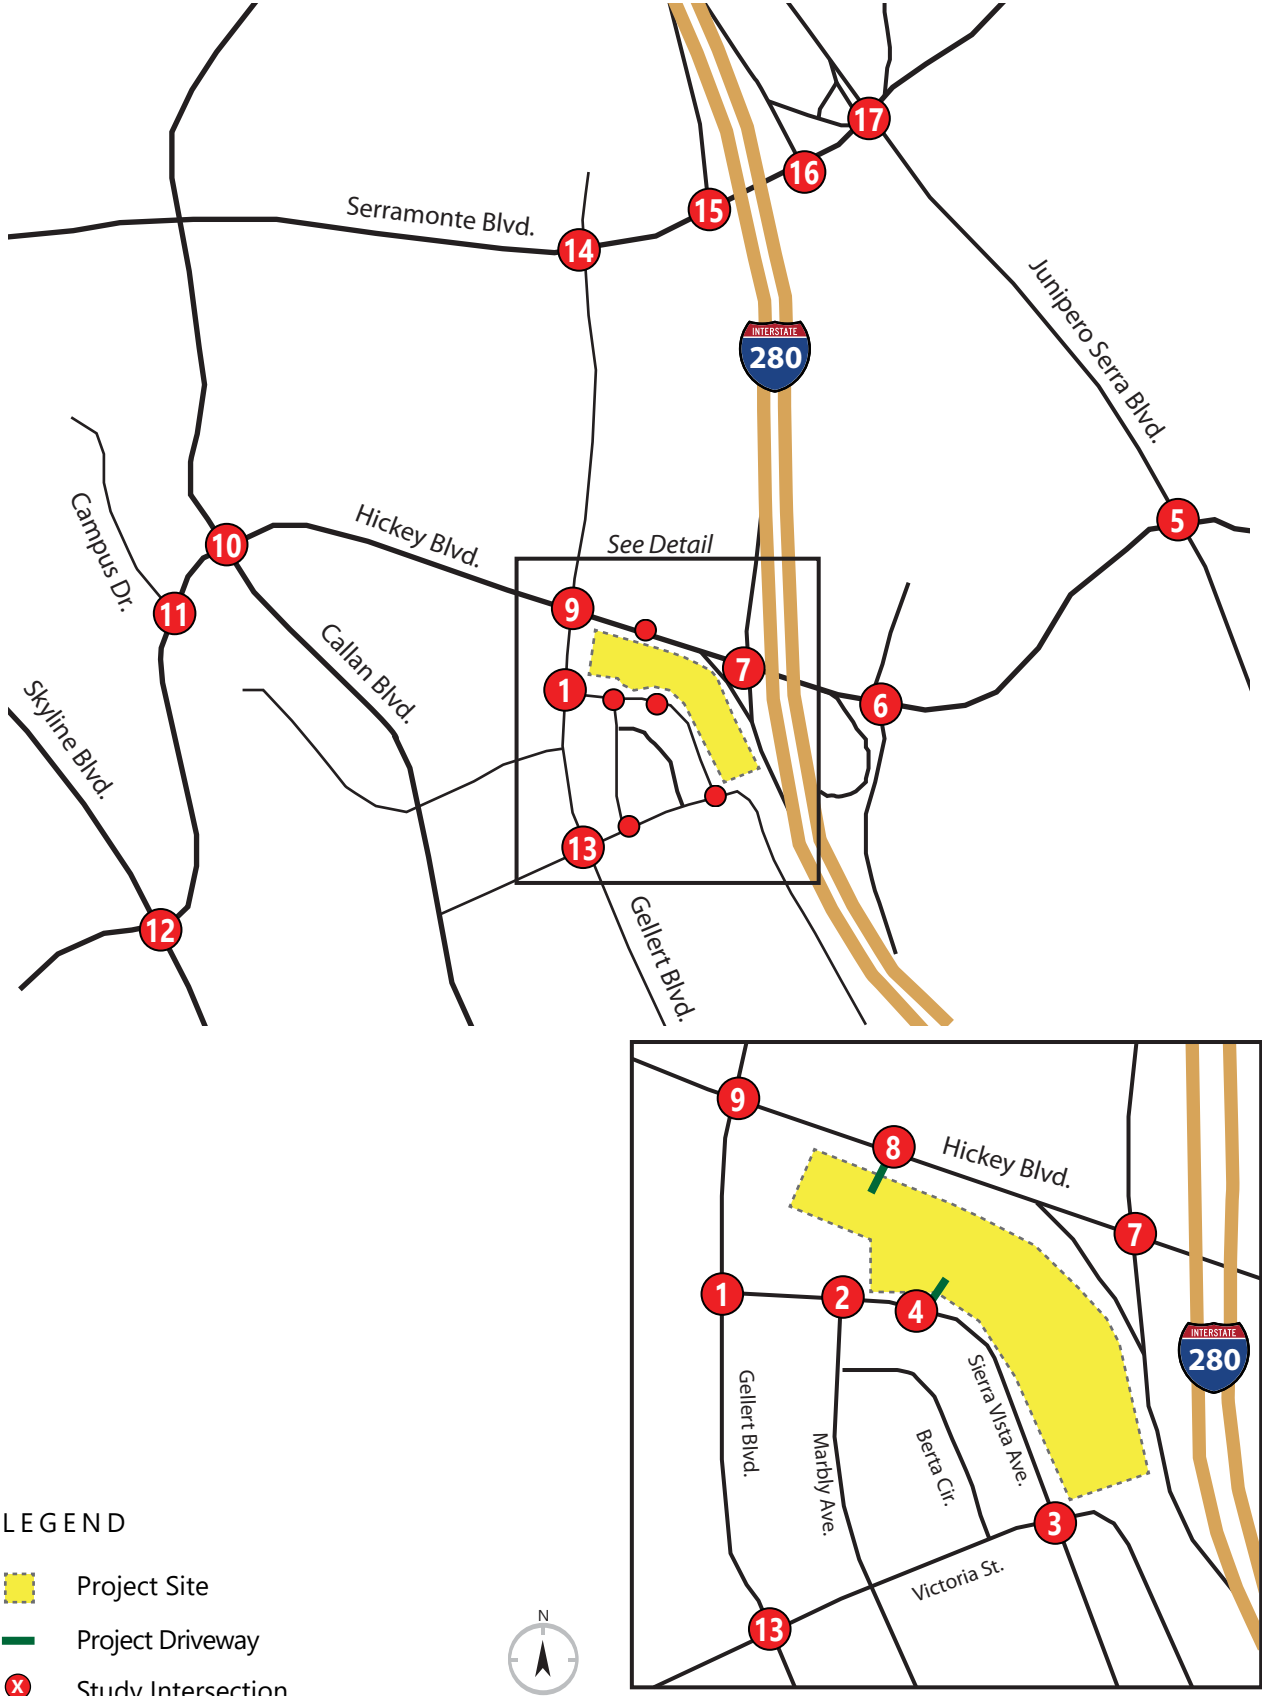 17
16
15
Serramonte Blvd.
14
Junipero Serra Blvd.
INTERSTATE
280
Campus Dr.
10
Hickey Blvd.
See Detail
5
11
9
Callan Blvd.
7
1
6
Skyline Blvd.
13
12
Gellert Blvd.
9
8
Hickey Blvd.
7
1
2
4
INTERSTATE
280
Gellert Blvd.
Marbly Ave.
Berta Cir.
Sierra VIsta Ave.
3
Victoria St.
13
LEGEND
Project Site
Project Driveway
X
Study Intersection
N